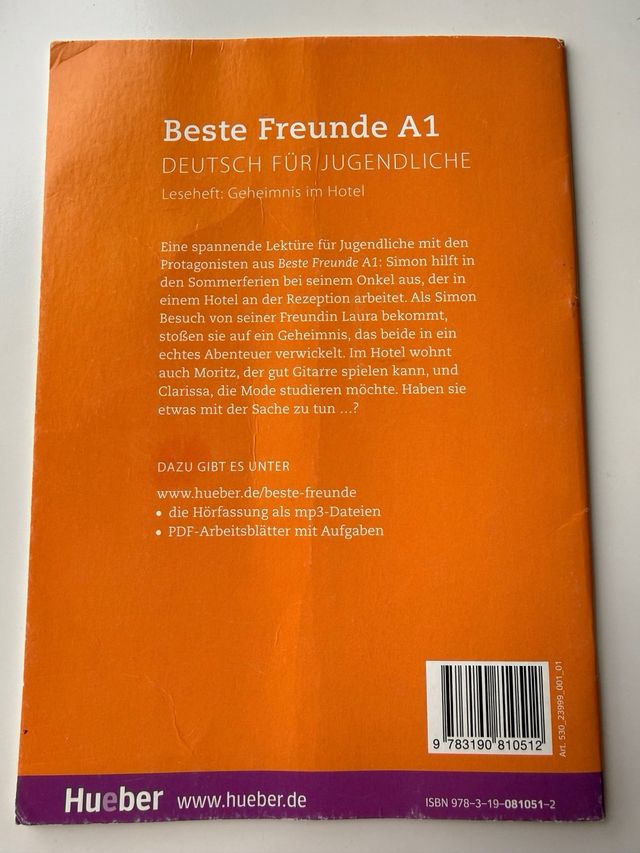 Beste Freunde A1
DEUTSCH FÜR JUGENDLICHE
Leseheft: Geheimnis im Hotel
Eine spannende Lektüre für Jugendliche mit den
Protagonisten aus Beste Freunde A1: Simon hilft in
den Sommerferien bei seinem Onkel aus, der in
einem Hotel an der Rezeption arbeitet. Als Simon
Besuch von seiner Freundin Laura bekommt,
stoßen sie auf ein Geheimnis, das beide in ein
echtes Abenteuer verwickelt. Im Hotel wohnt
auch Moritz, der gut Gitarre spielen kann, und
Clarissa, die Mode studieren möchte. Haben sie
etwas mit der Sache zu tun …?
DAZU GIBT ES UNTER
www.hueber.de/beste-freunde
• die Hörfassung als mp3-Dateien
• PDF-Arbeitsblätter mit Aufgaben
9 783190 810512
Art. 530_23999_001_01
Hueber www.hueber.de
ISBN 978–3–19–081051–2